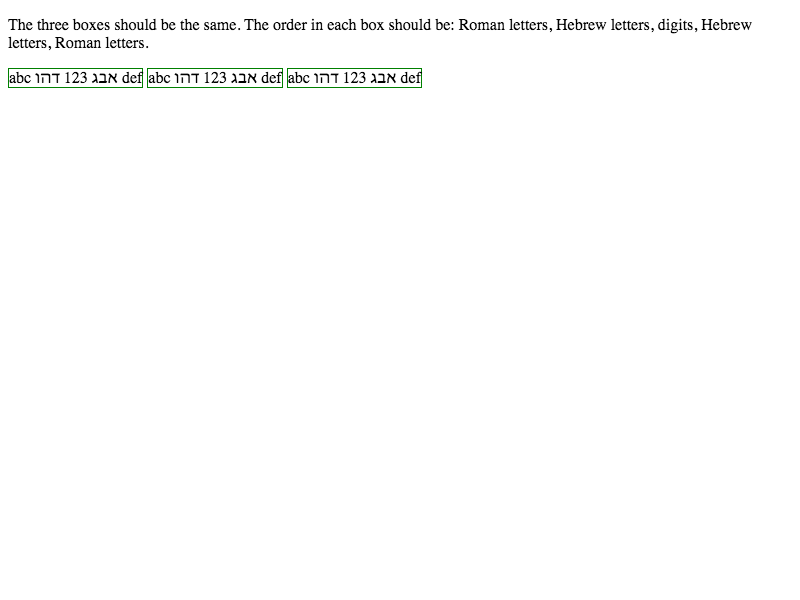 The three boxes should be the same. The order in each box should be: Roman letters, Hebrew letters, digits, Hebrew
letters, Roman letters.
abc אבג 123 דהו def abc אבג 123 דהו def abc אבג 123 דהו def